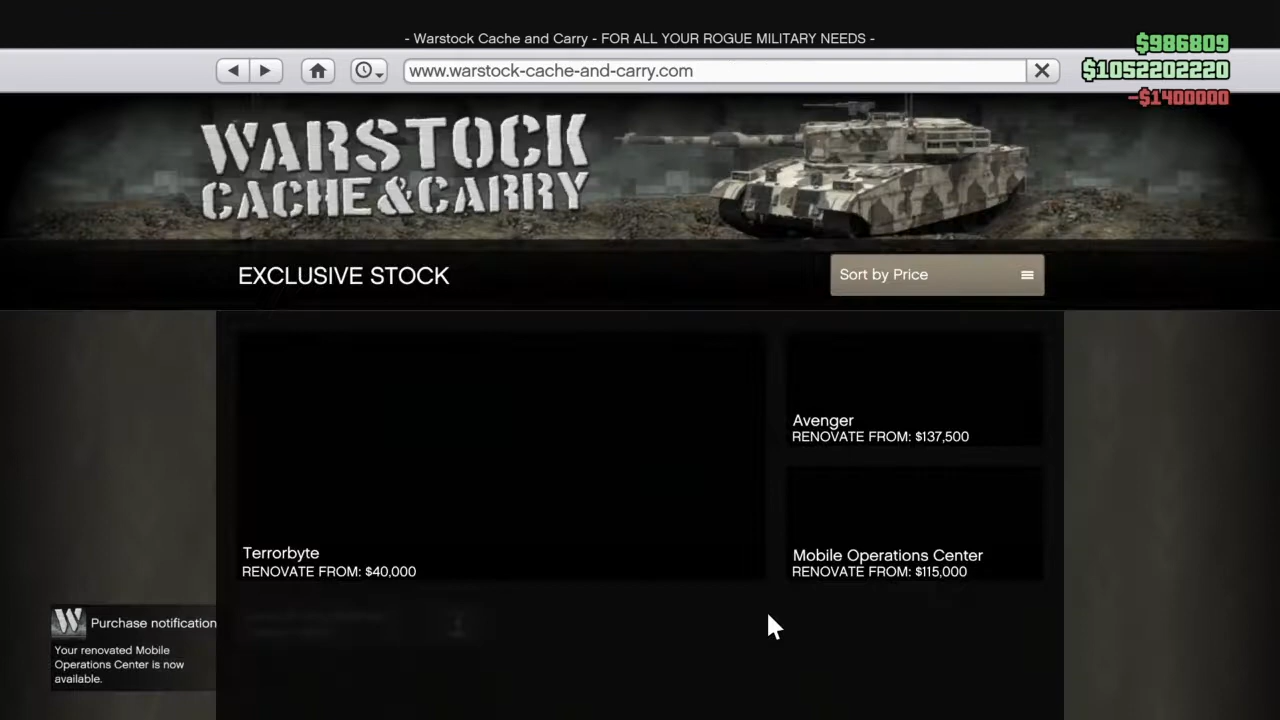 - Warstock Cache and Carry - FOR ALL YOUR ROGUE MILITARY NEEDS -
$986809
www.warstock-cache-and-carry.com
$1052202220
-$1400000
WARSTOCK
CACHE&CARRY
EXCLUSIVE STOCK
Sort by Price
Avenger
RENOVATE FROM: $137,500
Terrorbyte
RENOVATE FROM: $40,000
Mobile Operations Center
RENOVATE FROM: $115,000
W Purchase notification
Your renovated Mobile
Operations Center is now
available.